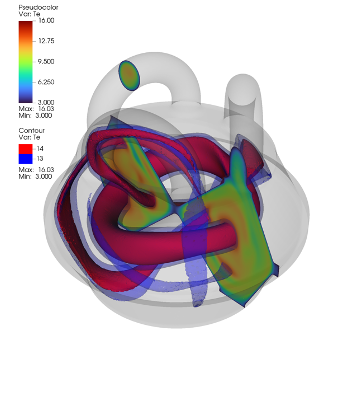 Pseudocolor
Var: Te
16.00
12.75
9.500
6.250
3.000
Max: 16.03
Min: 3.000
Contour
Var: Te
14
13
Max: 16.03
Min: 3.000